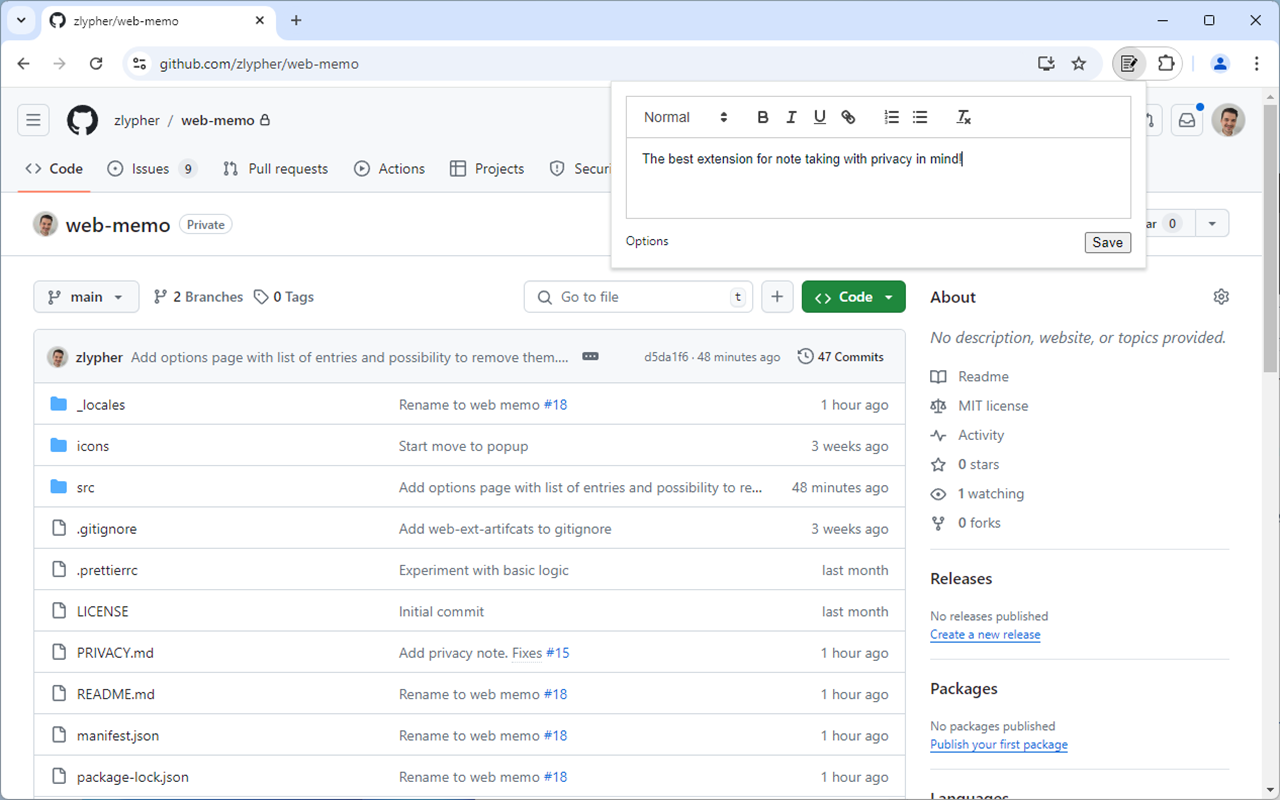 zlypher/web-memo
github.com/zlypher/web-memo
zlypher / web-memo
Normal B I U
The best extension for note taking with privacy in mind!
Options Save
Code Issues 9 Pull requests Actions Projects Securi
web-memo Private
ar 0
main 2 Branches 0 Tags Go to file t + Code
zlypher Add options page with list of entries and possibility to remove them.... d5da1f6 · 48 minutes ago 47 Commits
_locales Rename to web memo #18 1 hour ago
icons Start move to popup 3 weeks ago
src Add options page with list of entries and possibility to re... 48 minutes ago
.gitignore Add web-ext-artifcats to gitignore 3 weeks ago
.prettierrc Experiment with basic logic last month
LICENSE Initial commit last month
PRIVACY.md Add privacy note. Fixes #15 1 hour ago
README.md Rename to web memo #18 1 hour ago
manifest.json Rename to web memo #18 1 hour ago
package-lock.json Rename to web memo #18 1 hour ago
About
No description, website, or topics provided.
Readme
MIT license
Activity
0 stars
1 watching
0 forks
Releases
No releases published
Create a new release
Packages
No packages published
Publish your first package
Languages